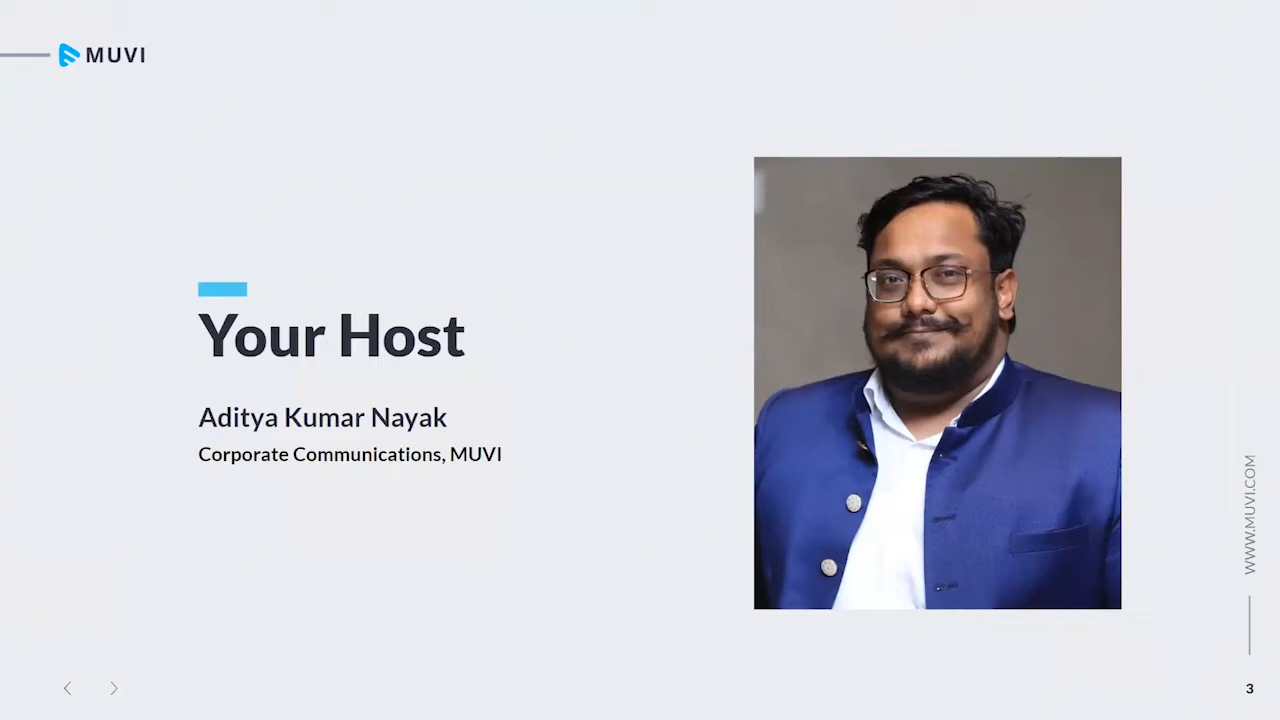 MUVI
Your Host
Aditya Kumar Nayak
Corporate Communications, MUVI
WWW.MUVI.COM
3